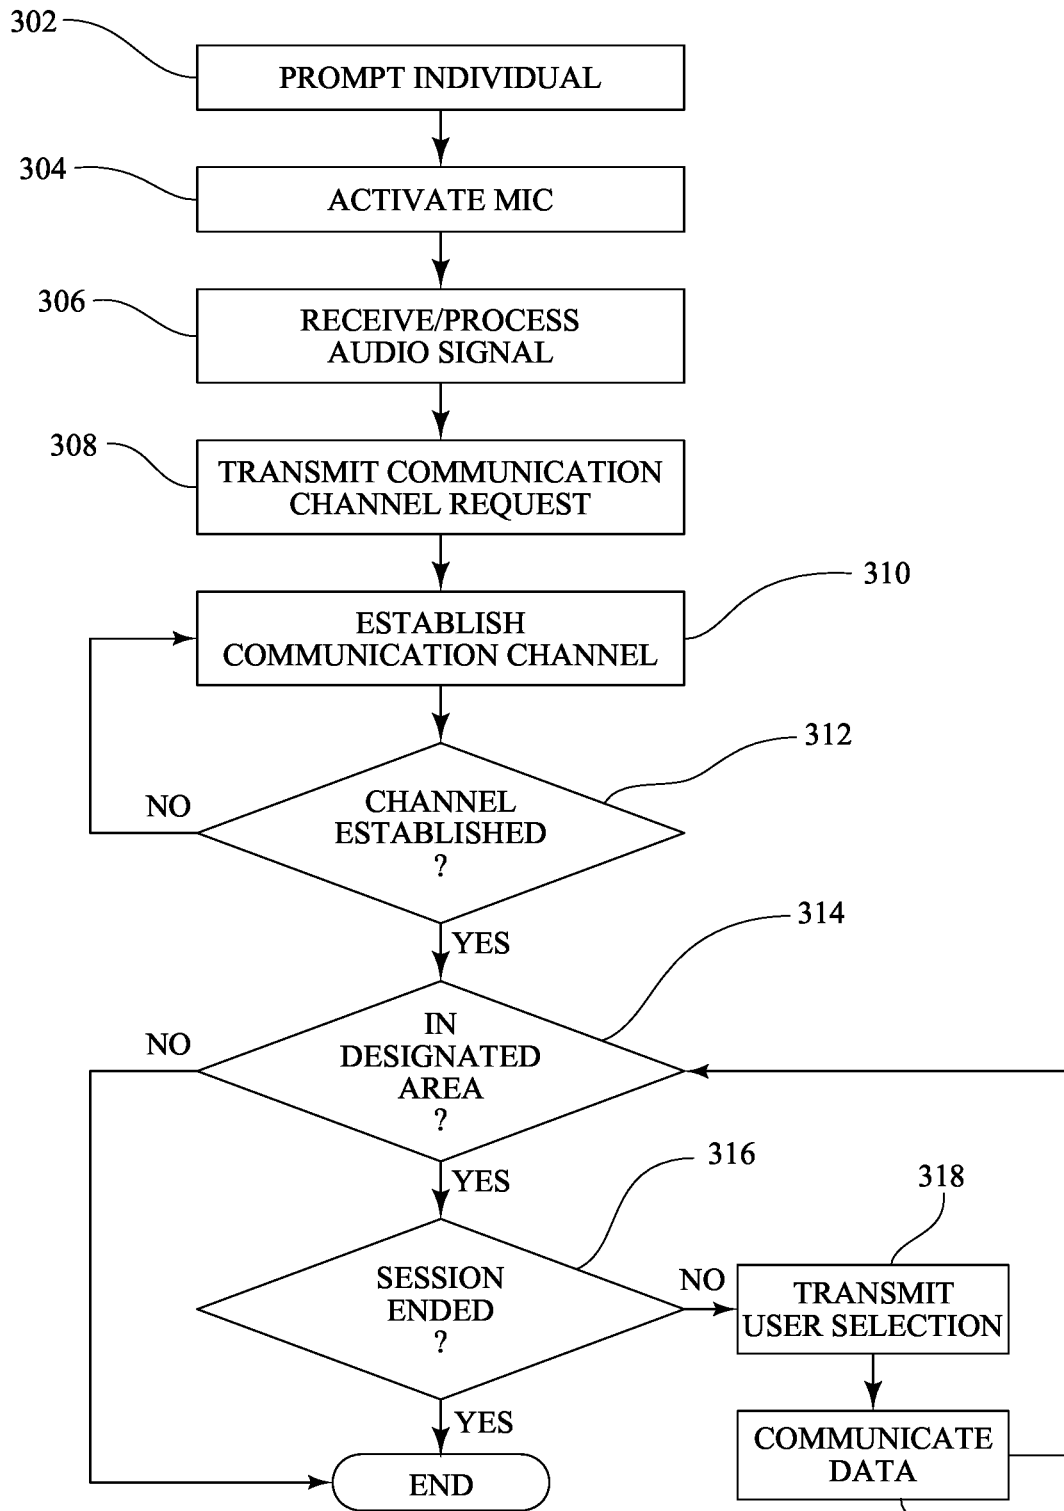 302
PROMPT INDIVIDUAL
304
ACTIVATE MIC
306
RECEIVE/PROCESS
AUDIO SIGNAL
308
TRANSMIT COMMUNICATION
CHANNEL REQUEST
310
ESTABLISH
COMMUNICATION CHANNEL
312
NO
CHANNEL
ESTABLISHED
?
YES
314
NO
IN
DESIGNATED
AREA
?
YES
316
318
SESSION
ENDED
?
NO
TRANSMIT
USER SELECTION
YES
COMMUNICATE
DATA
END